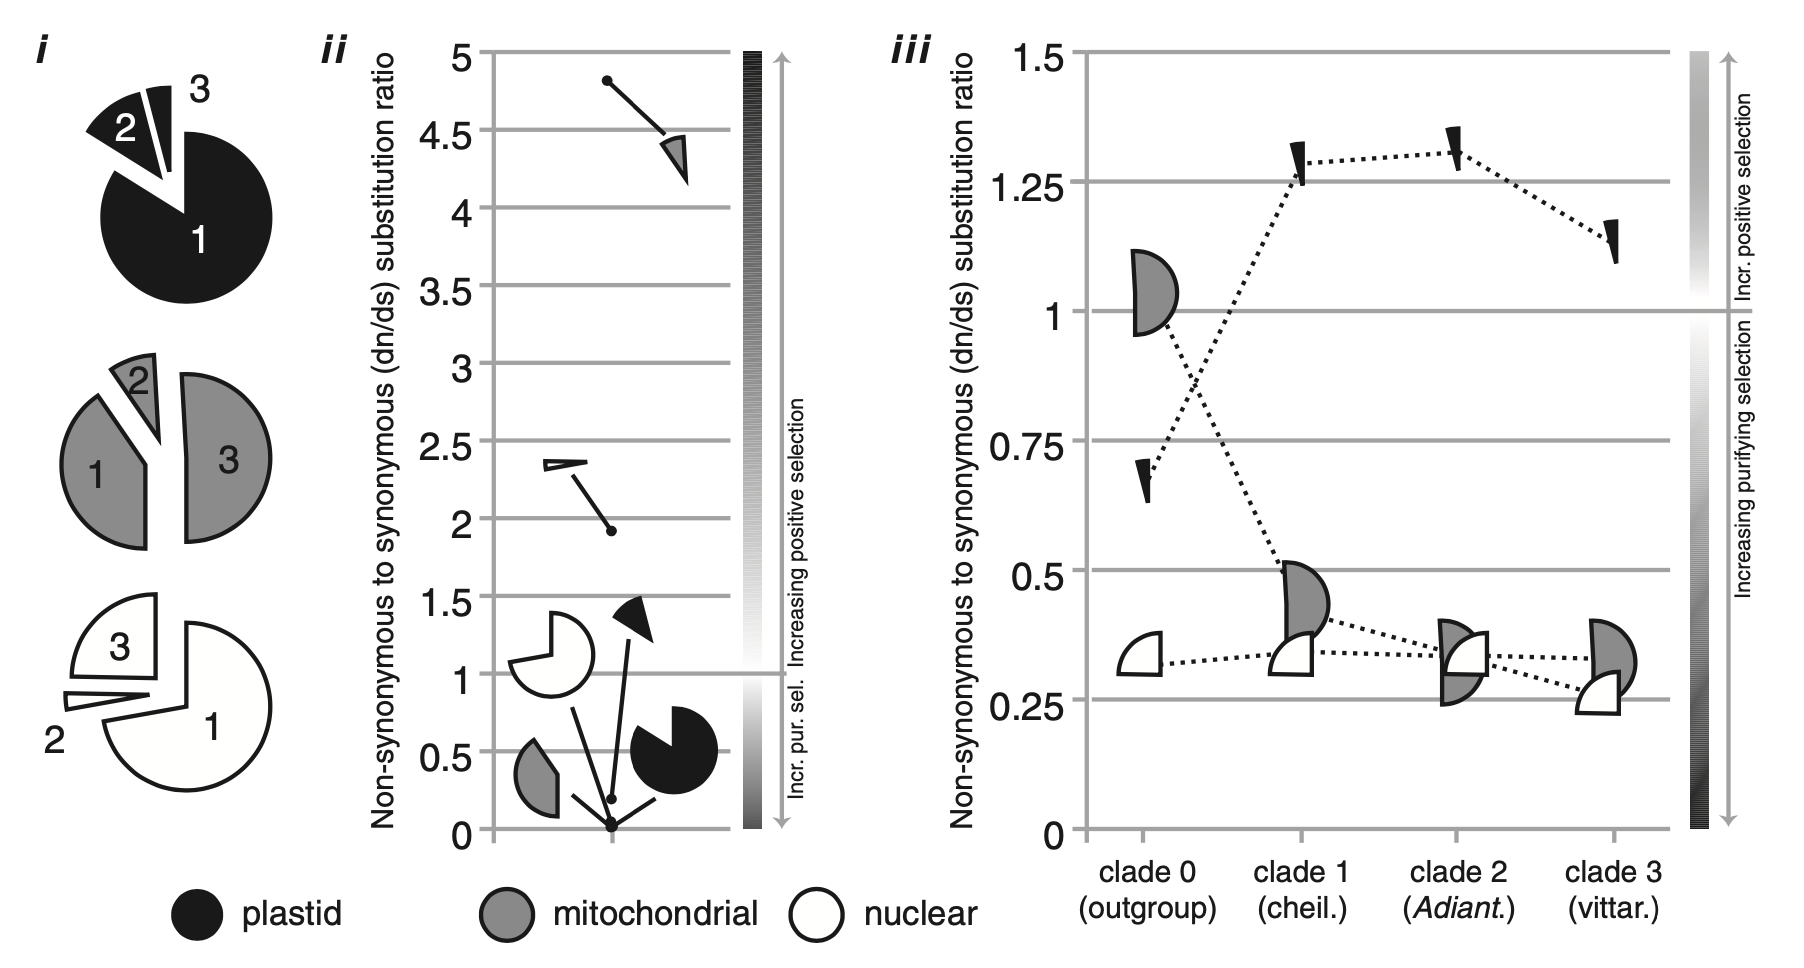 i
3
2
1
2
1
3
3
2
1
ii
Non-synonymous to synonymous (dn/ds) substitution ratio
5
4.5
4
3.5
3
2.5
2
1.5
1
0.5
0
Increasing positive selection
Incr. pur. sel.
iii
Non-synonymous to synonymous (dn/ds) substitution ratio
1.5
1.25
1
0.75
0.5
0.25
0
Incr. positive selection
Increasing purifying selection
clade 0
(outgroup)
clade 1
(cheil.)
clade 2
(Adiant.)
clade 3
(vittar.)
plastid
mitochondrial
nuclear